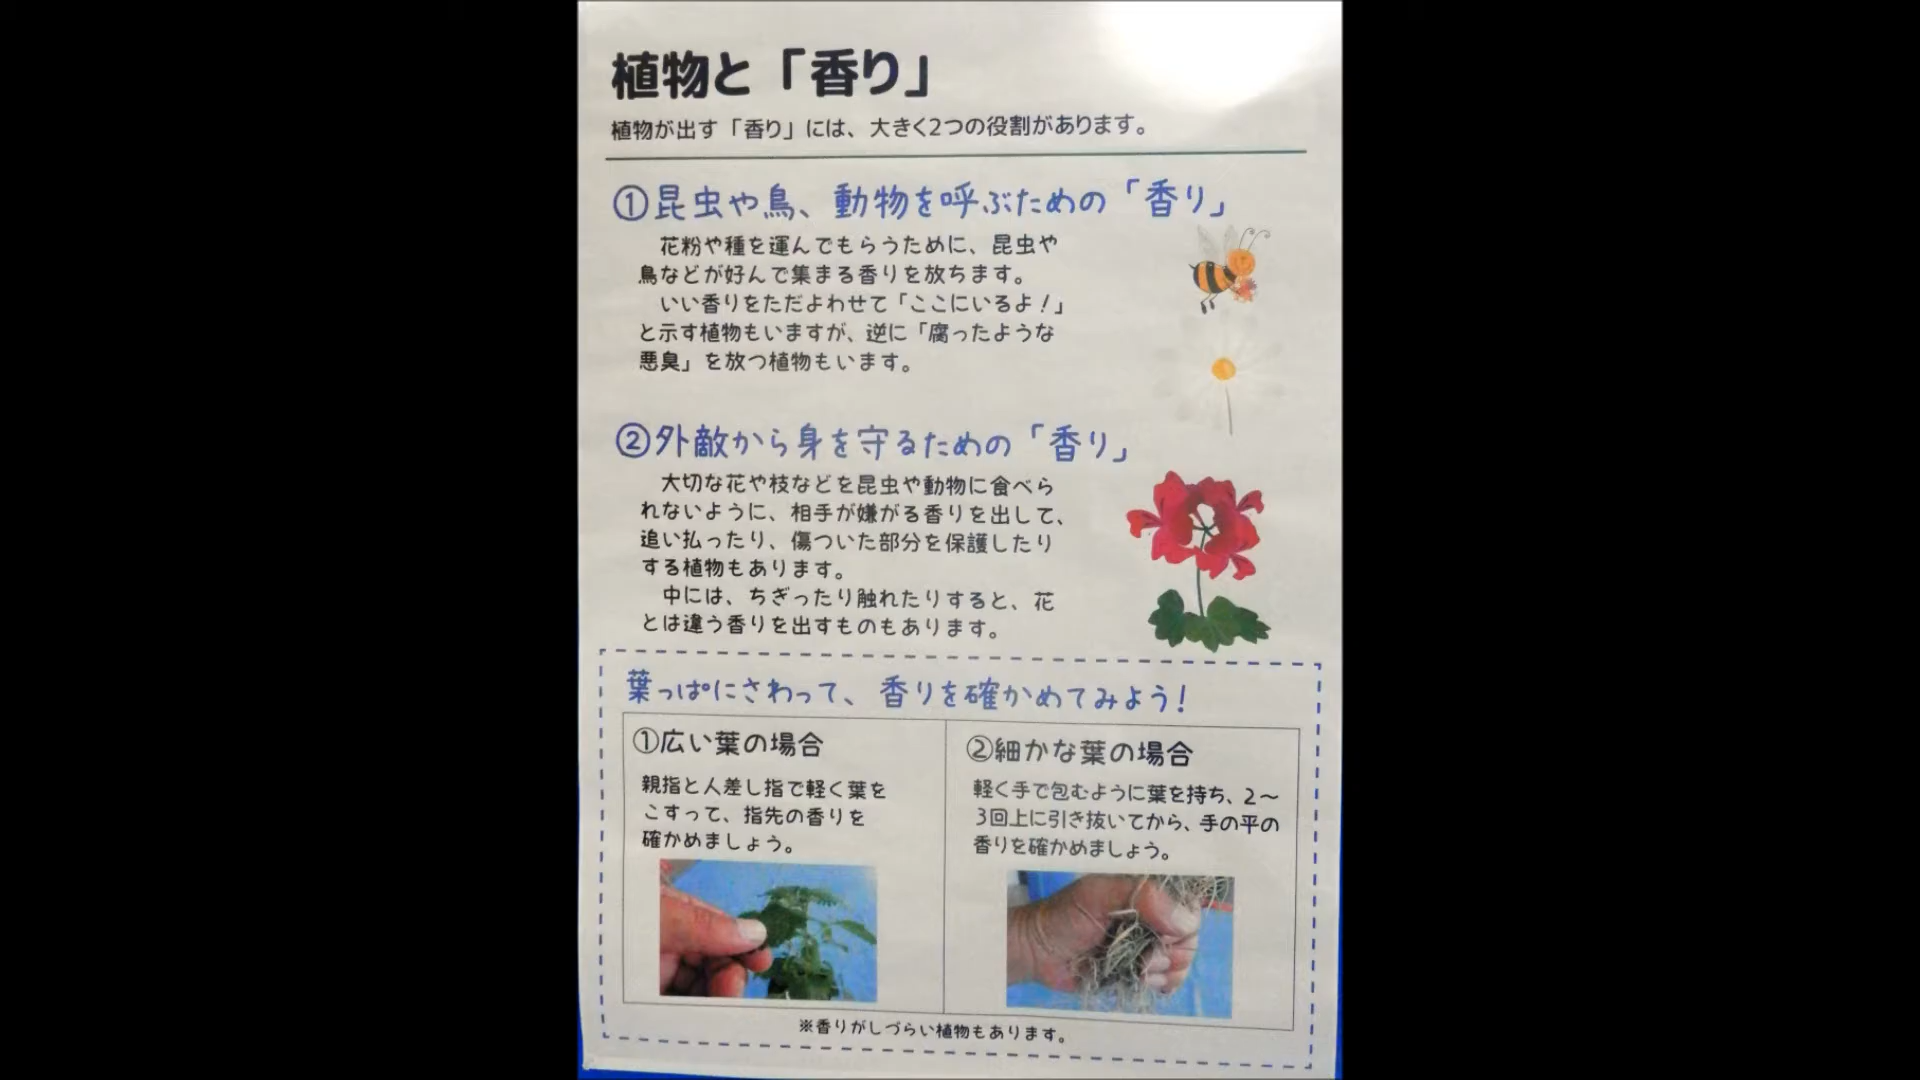 植物と「香り」
植物が出す「香り」には、大きく2つの役割があります。
①昆虫や鳥、動物を呼ぶための「香り」
花粉や種を運んでもらうために、昆虫や
鳥などが好んで集まる香りを放ちます。
いい香りをただよわせて「ここにいるよ！」
と示す植物もいますが、逆に「腐ったような
悪臭」を放つ植物もいます。
②外敵から身を守るための「香り」
大切な花や枝などを昆虫や動物に食べら
れないように、相手が嫌がる香りを出して、
追い払ったり、傷ついた部分を保護したり
する植物もあります。
中には、ちぎったり触れたりすると、花
とは違う香りを出すものもあります。
葉っぱにさわって、香りを確かめてみよう！
①広い葉の場合
親指と人差し指で軽く葉を
こすって、指先の香りを
確かめましょう。
②細かな葉の場合
軽く手で包むように葉を持ち、2～
3回上に引き抜いてから、手の平の
香りを確かめましょう。
※香りがしづらい植物もあります。